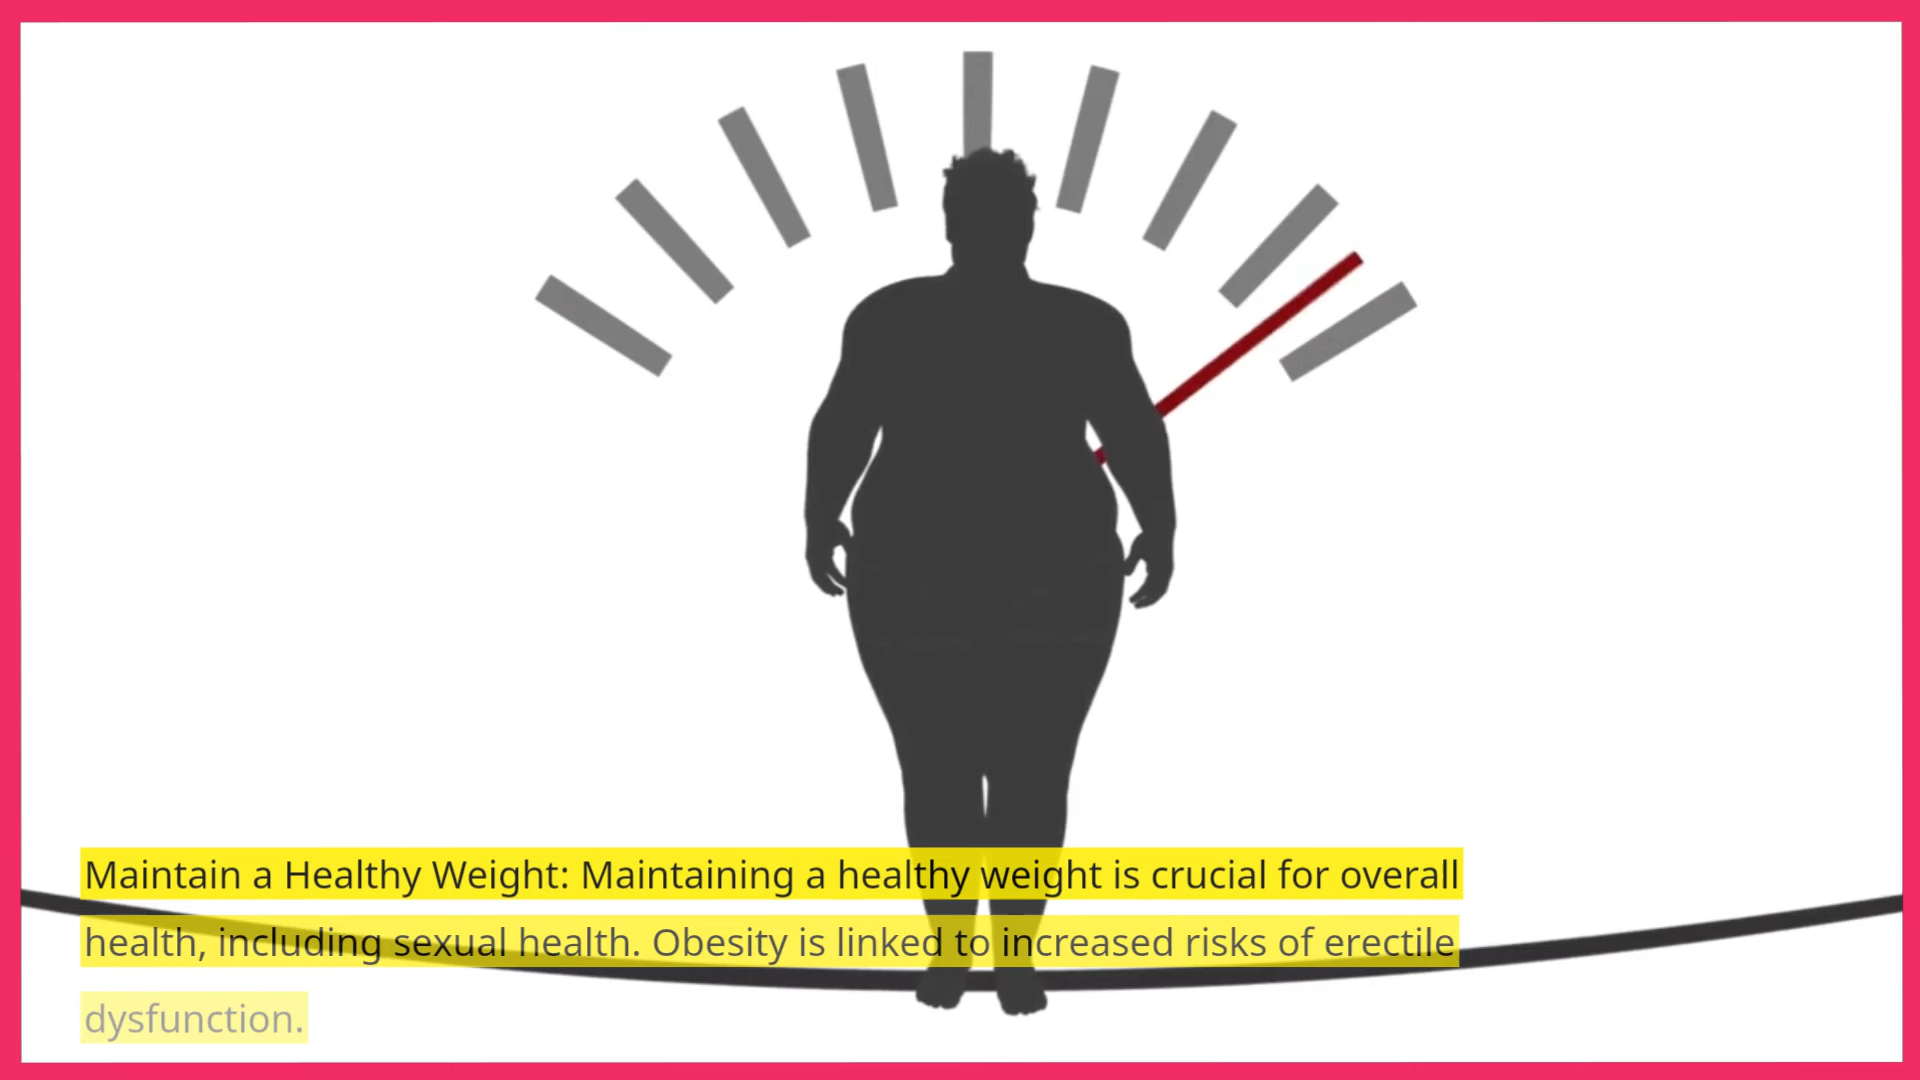 Maintain a Healthy Weight: Maintaining a healthy weight is crucial for overall
health, including sexual health. Obesity is linked to increased risks of erectile
dysfunction.